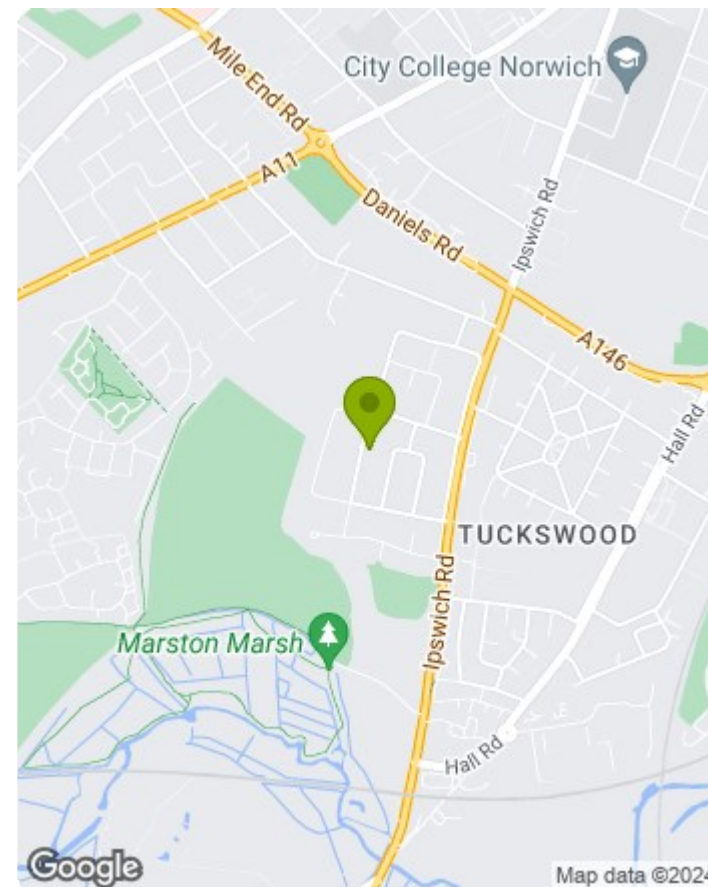 Mile End Rd
City College Norwich
A11
Daniels Rd
Ipswich Rd
A146
Hall Rd
TUCKSWOOD
Ipswich Rd
Marston Marsh
Hall Rd
Google
Map data ©2024